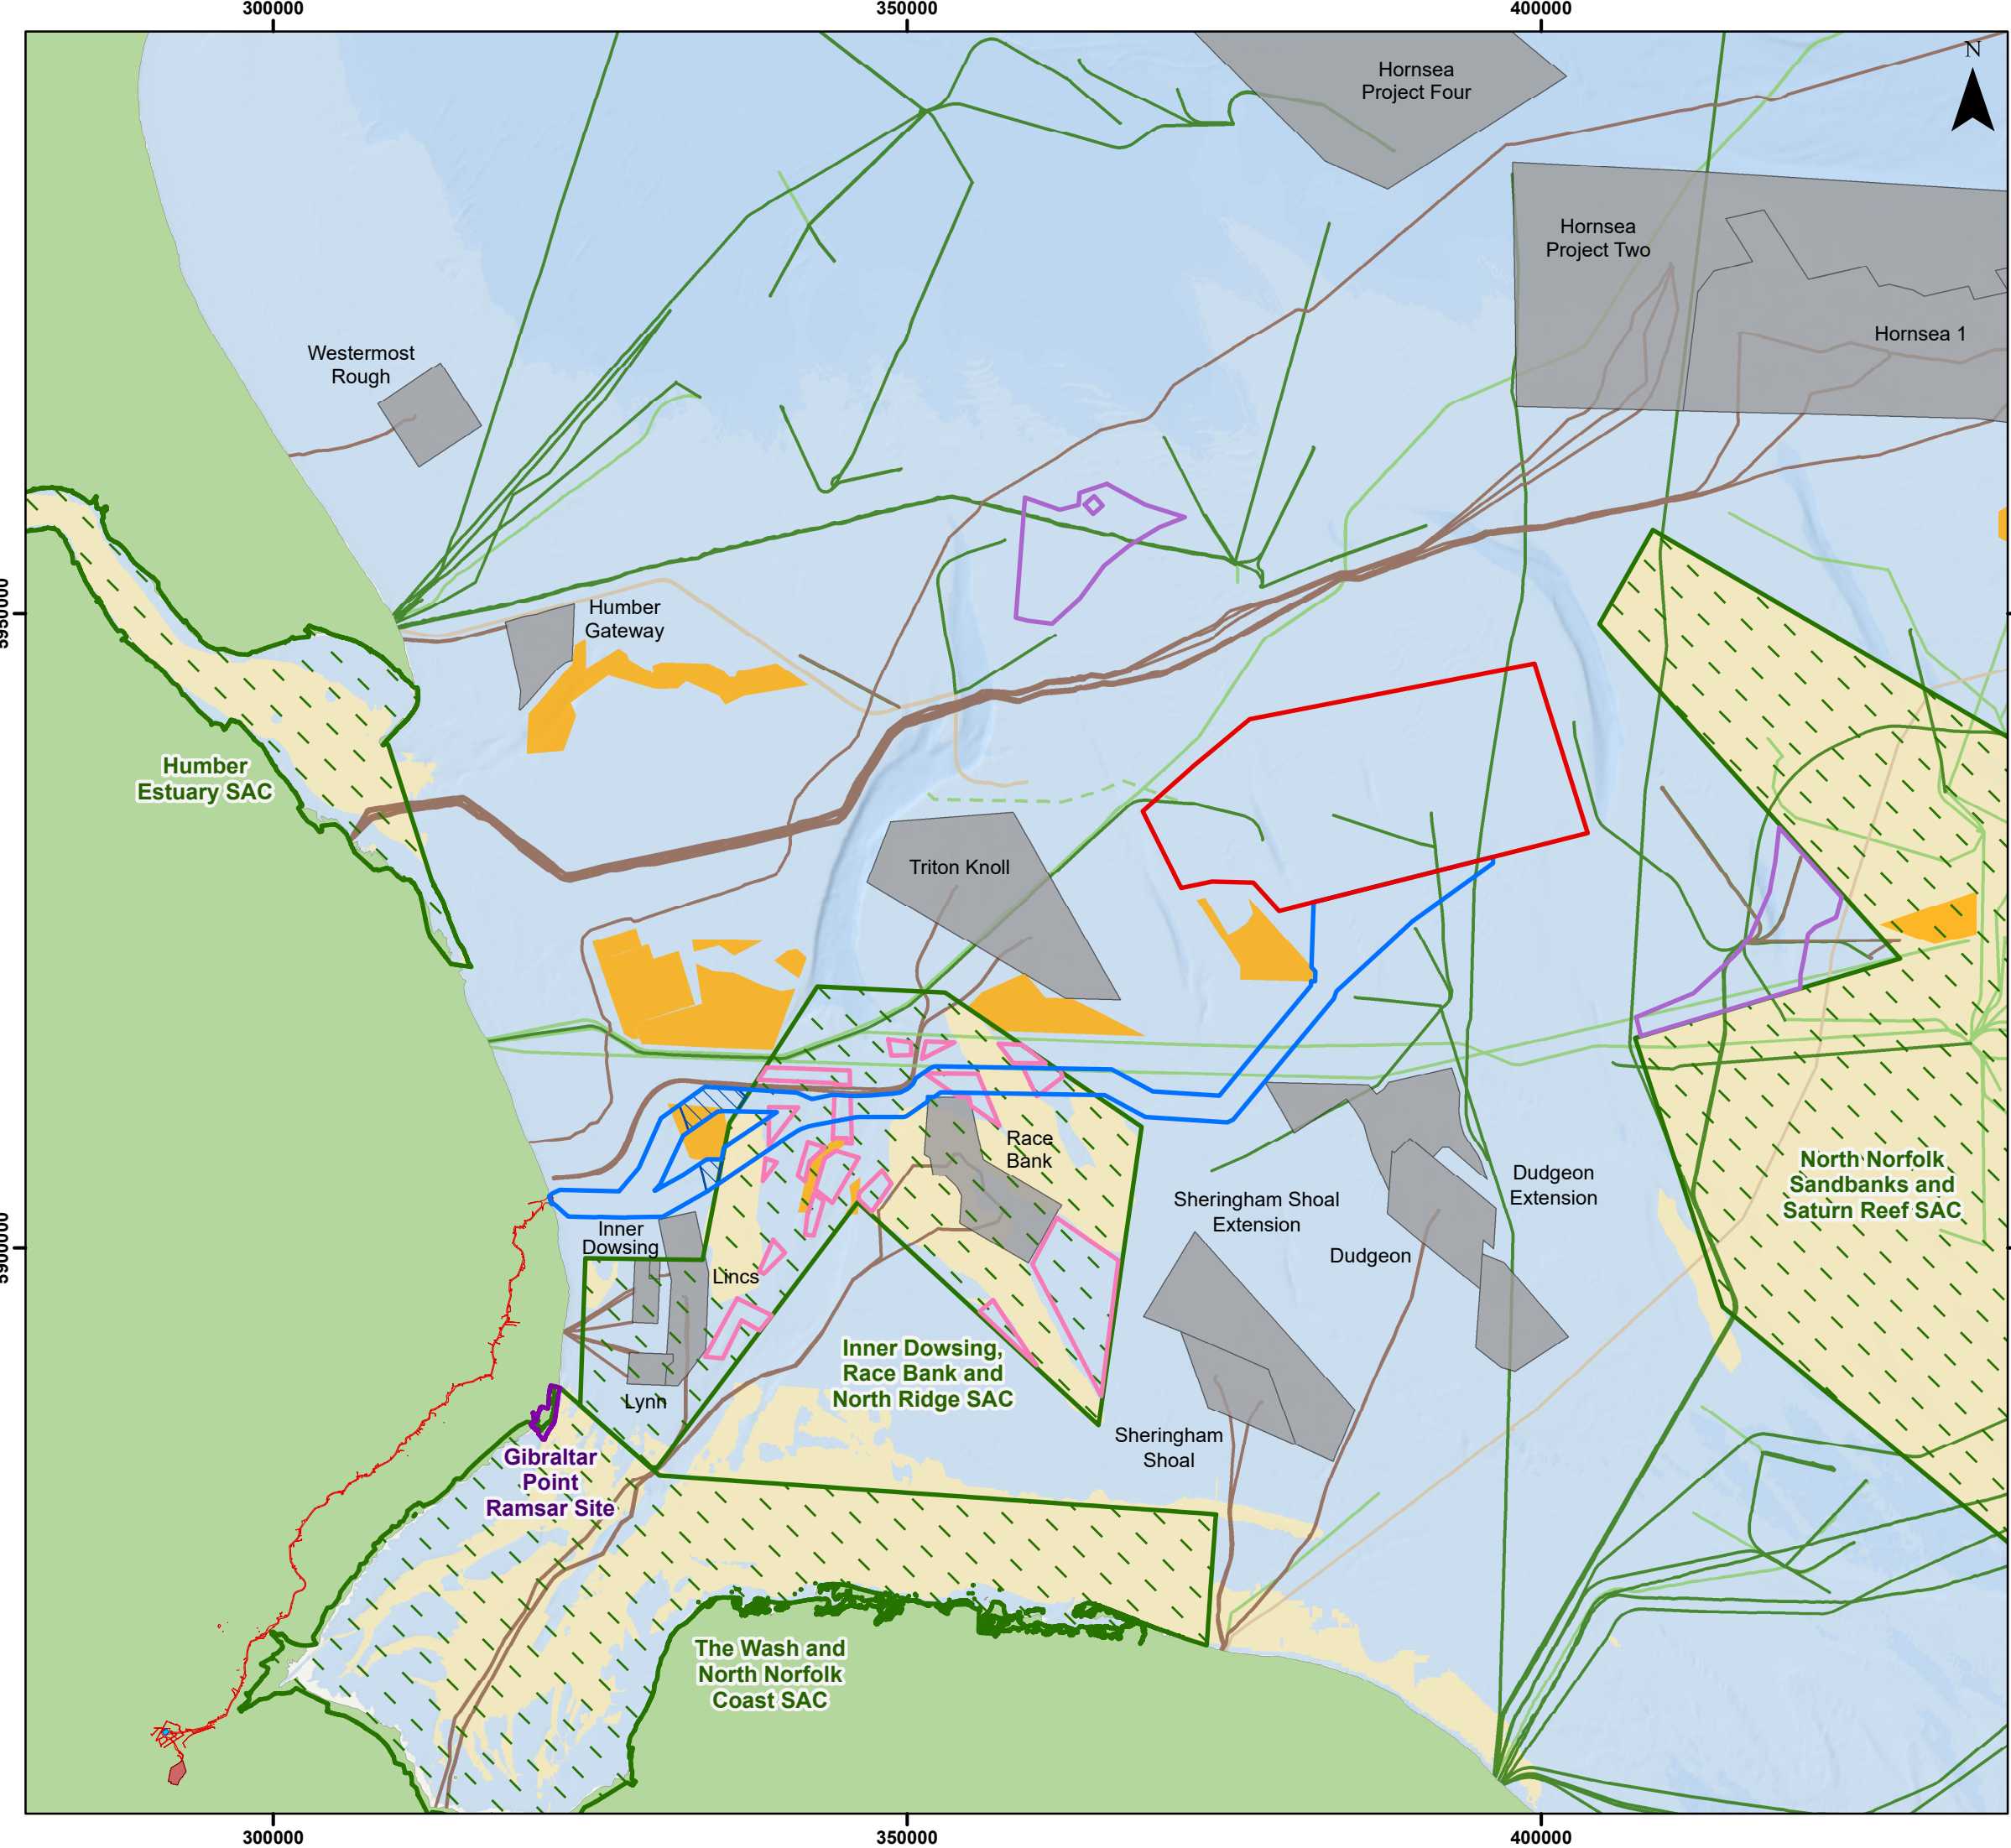 300000
350000
400000
N
Hornsea
Project Four
Hornsea
Project Two
Hornsea 1
Westermost
Rough
Humber
Gateway
Humber
Estuary SAC
Triton Knoll
Race
Bank
Inner
Dowsing
Lincs
Lynn
Sheringham Shoal
Extension
Dudgeon
Extension
Dudgeon
North Norfolk
Sandbanks and
Saturn Reef SAC
Inner Dowsing,
Race Bank and
North Ridge SAC
Sheringham
Shoal
Gibraltar
Point
Ramsar Site
The Wash and
North Norfolk
Coast SAC
300000
350000
400000